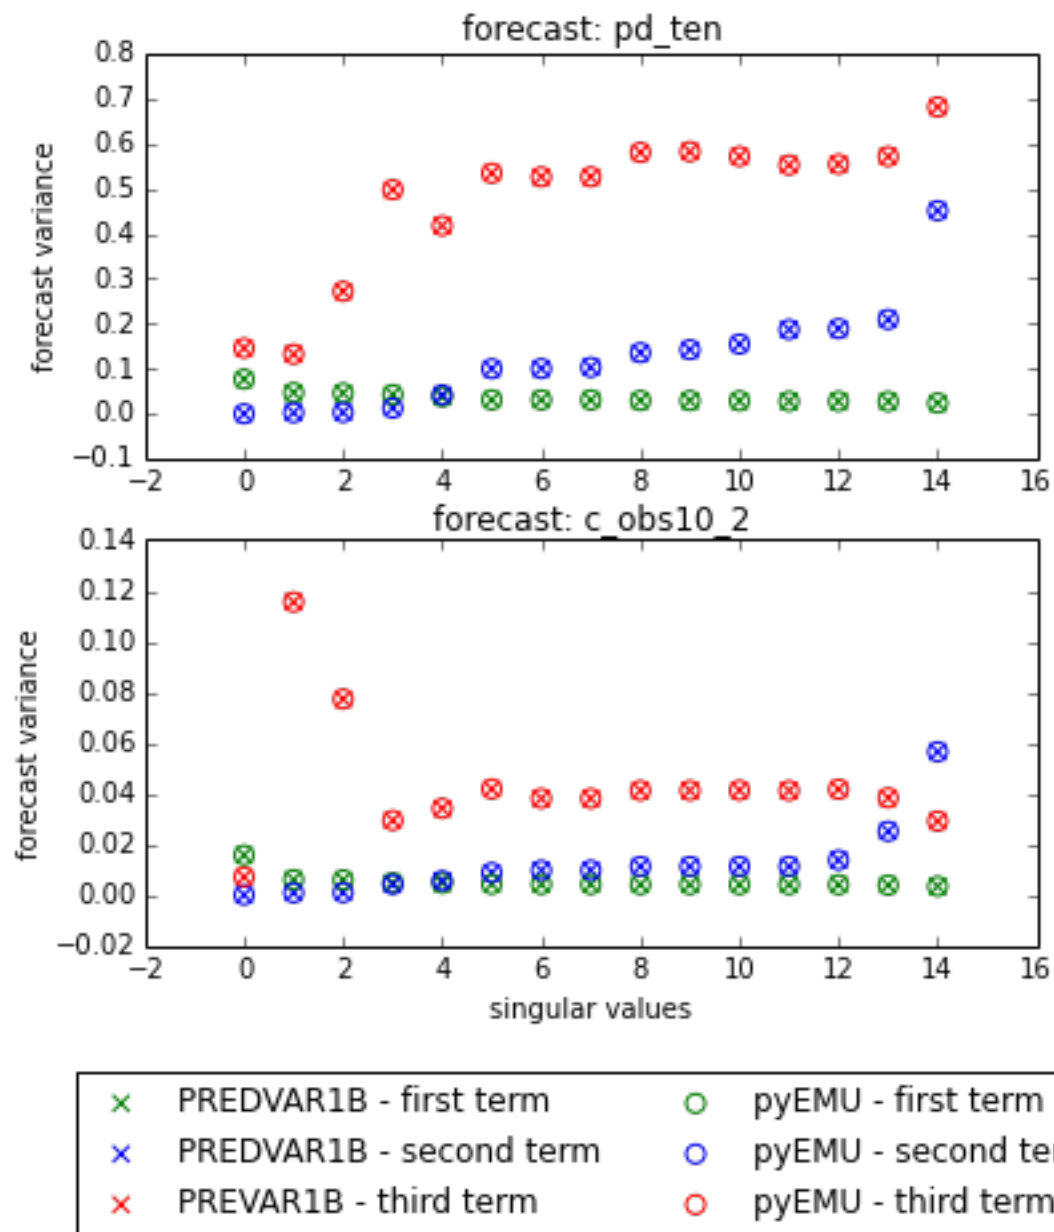 forecast: pd_ten
0.8
0.7
0.6
0.5
0.4
0.3
0.2
0.1
0.0
−0.1
forecast variance
−2 0 2 4 6 8 10 12 14 16
forecast: c_obs10_2
0.14
0.12
0.10
0.08
0.06
0.04
0.02
0.00
−0.02
forecast variance
−2 0 2 4 6 8 10 12 14 16
singular values
PREDVAR1B - first term pyEMU - first term
PREDVAR1B - second term pyEMU - second te
PREVAR1B - third term pyEMU - third term